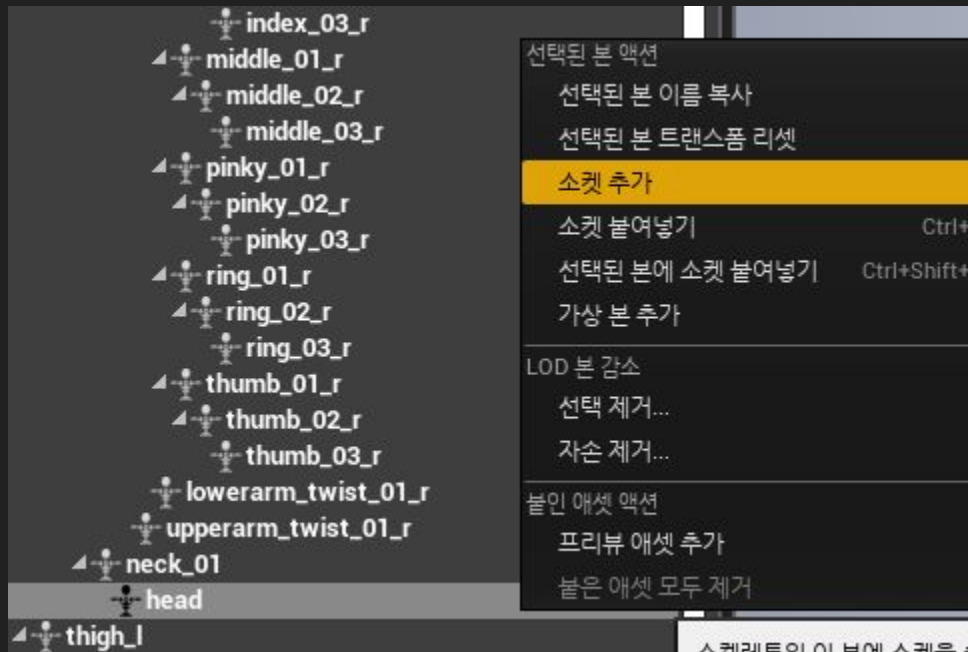 index_03_r
middle_01_r
middle_02_r
middle_03_r
pinky_01_r
pinky_02_r
pinky_03_r
ring_01_r
ring_02_r
ring_03_r
thumb_01_r
thumb_02_r
thumb_03_r
lowerarm_twist_01_r
upperarm_twist_01_r
neck_01
head
thigh_l
선택된 본 액션
선택된 본 이름 복사
선택된 본 트랜스폼 리셋
소켓 추가
소켓 붙여넣기 Ctrl+
선택된 본에 소켓 붙여넣기 Ctrl+Shift+
가상 본 추가
LOD 본 감소
선택 제거...
자손 제거...
붙인 애셋 액션
프리뷰 애셋 추가
붙은 애셋 모두 제거